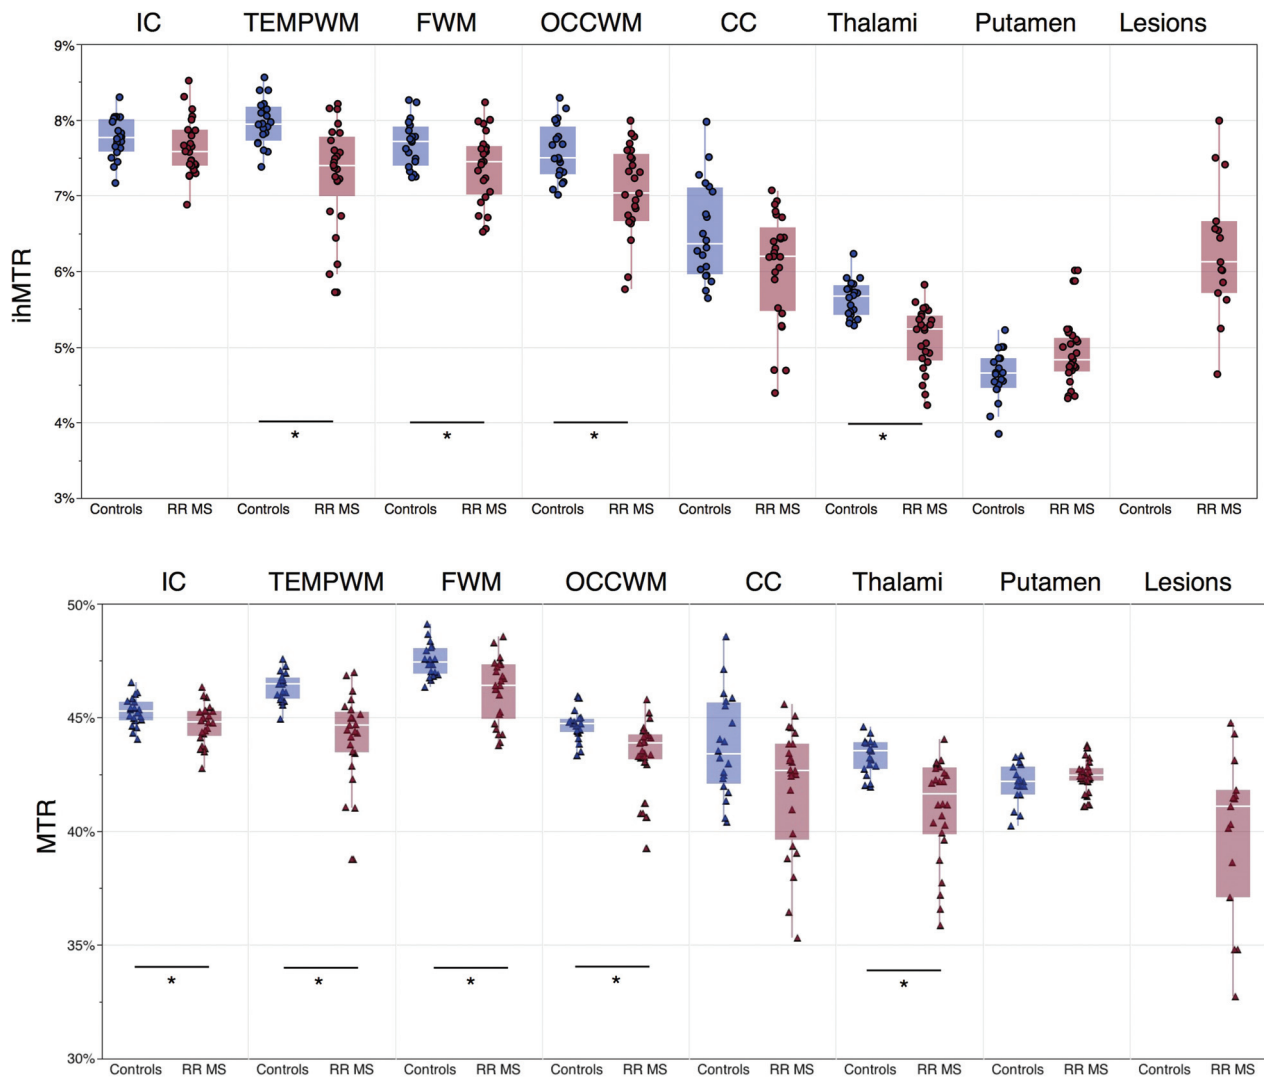 IC TEMPWM FWM OCCWM CC Thalami Putamen Lesions
9%
8%
7%
6%
5%
4%
3%
ihMTR
* * * *
Controls RR MS Controls RR MS Controls RR MS Controls RR MS Controls RR MS Controls RR MS Controls RR MS Controls RR MS
IC TEMPWM FWM OCCWM CC Thalami Putamen Lesions
50%
45%
40%
35%
30%
MTR
* * * * *
Controls RR MS Controls RR MS Controls RR MS Controls RR MS Controls RR MS Controls RR MS Controls RR MS Controls RR MS